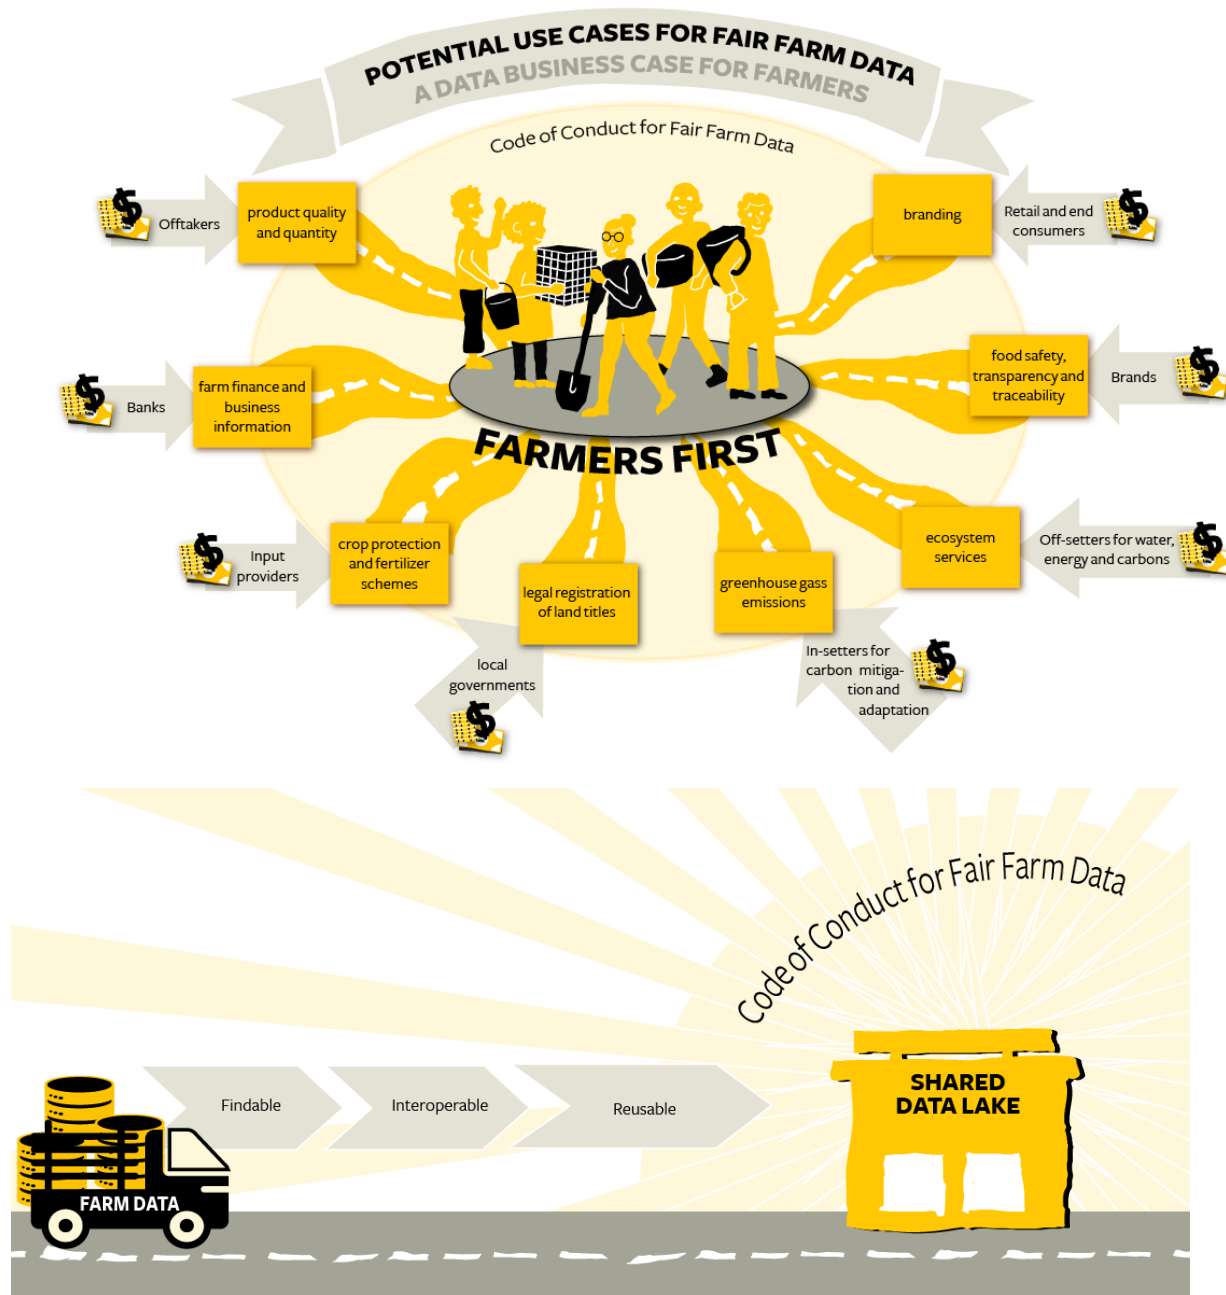 POTENTIAL USE CASES FOR FAIR FARM DATA
A DATA BUSINESS CASE FOR FARMERS
Code of Conduct for Fair Farm Data
$
Offtakers
product quality
and quantity
branding
Retail and end
consumers
$
$
Banks
farm finance and
business
information
food safety,
transparency and
traceability
Brands
$
FARMERS FIRST
$
Input
providers
crop protection
and fertilizer
schemes
legal registration
of land titles
greenhouse gass
emissions
ecosystem
services
Off-setters for water,
energy and carbons
$
local
governments
$
In-setters for
carbon mitiga-
tion and
adaptation
$
Code of Conduct for Fair Farm Data
Findable
Interoperable
Reusable
SHARED
DATA LAKE
FARM DATA